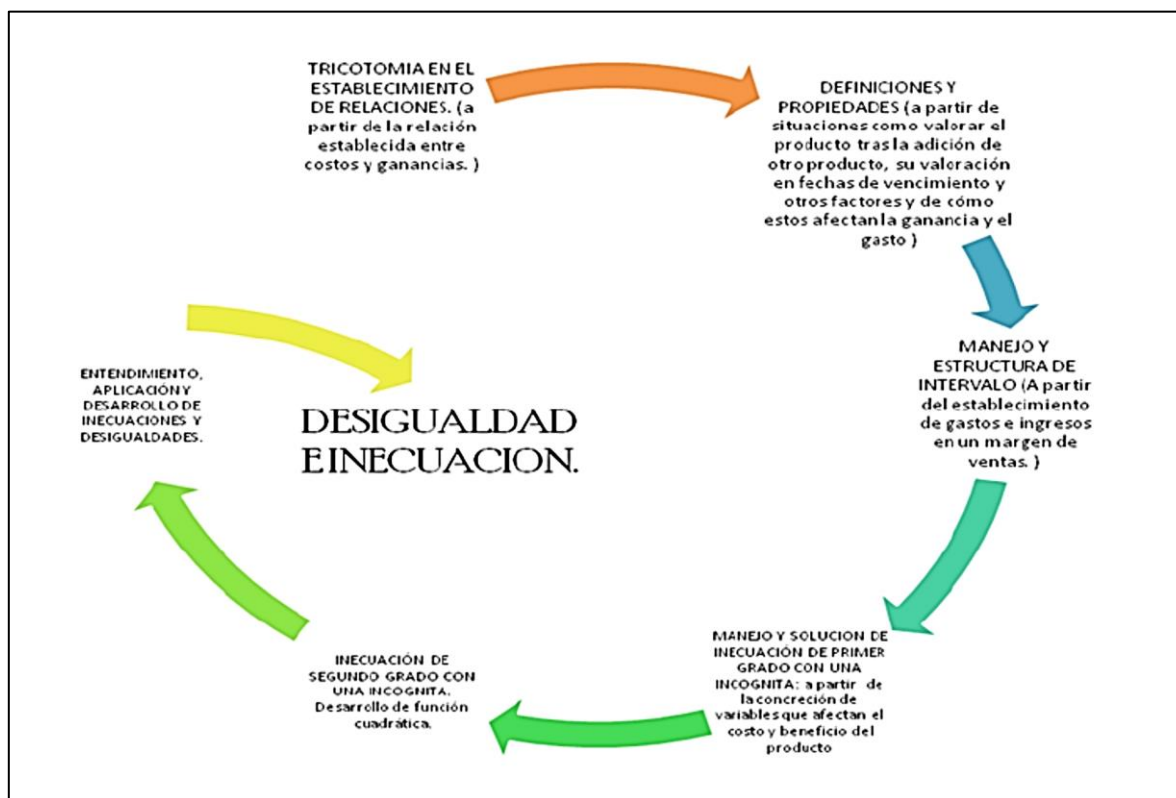 TRICOTOMIA EN EL
ESTABLECIMIENTO
DE RELACIONES. (a
partir de la relación
establecida entre
costos y ganancias. )
DEFINICIONES Y
PROPIEDADES (a partir de
situaciones como valorar el
producto tras la adición de
otro producto, su valoración
en fechas de vencimiento y
otros factores y de cómo
estos afectan la ganancia y el
gasto )
MANEJO Y
ESTRUCTURA DE
INTERVALO (A partir
del establecimiento
de gastos e ingresos
en un margen de
ventas. )
MANEJO Y SOLUCION DE
INECUACIÓN DE PRIMER
GRADO CON UNA
INCOGNITA: a partir de
la concreción de
variables que afectan el
costo y beneficio del
producto
INECUACIÓN DE
SEGUNDO GRADO CON
UNA INCOGNITA.
Desarrollo de función
cuadrática.
ENTENDIMIENTO,
APLICACIÓN Y
DESARROLLO DE
INECUACIONES Y
DESIGUALDADES.
DESIGUALDAD
E INECUACION.